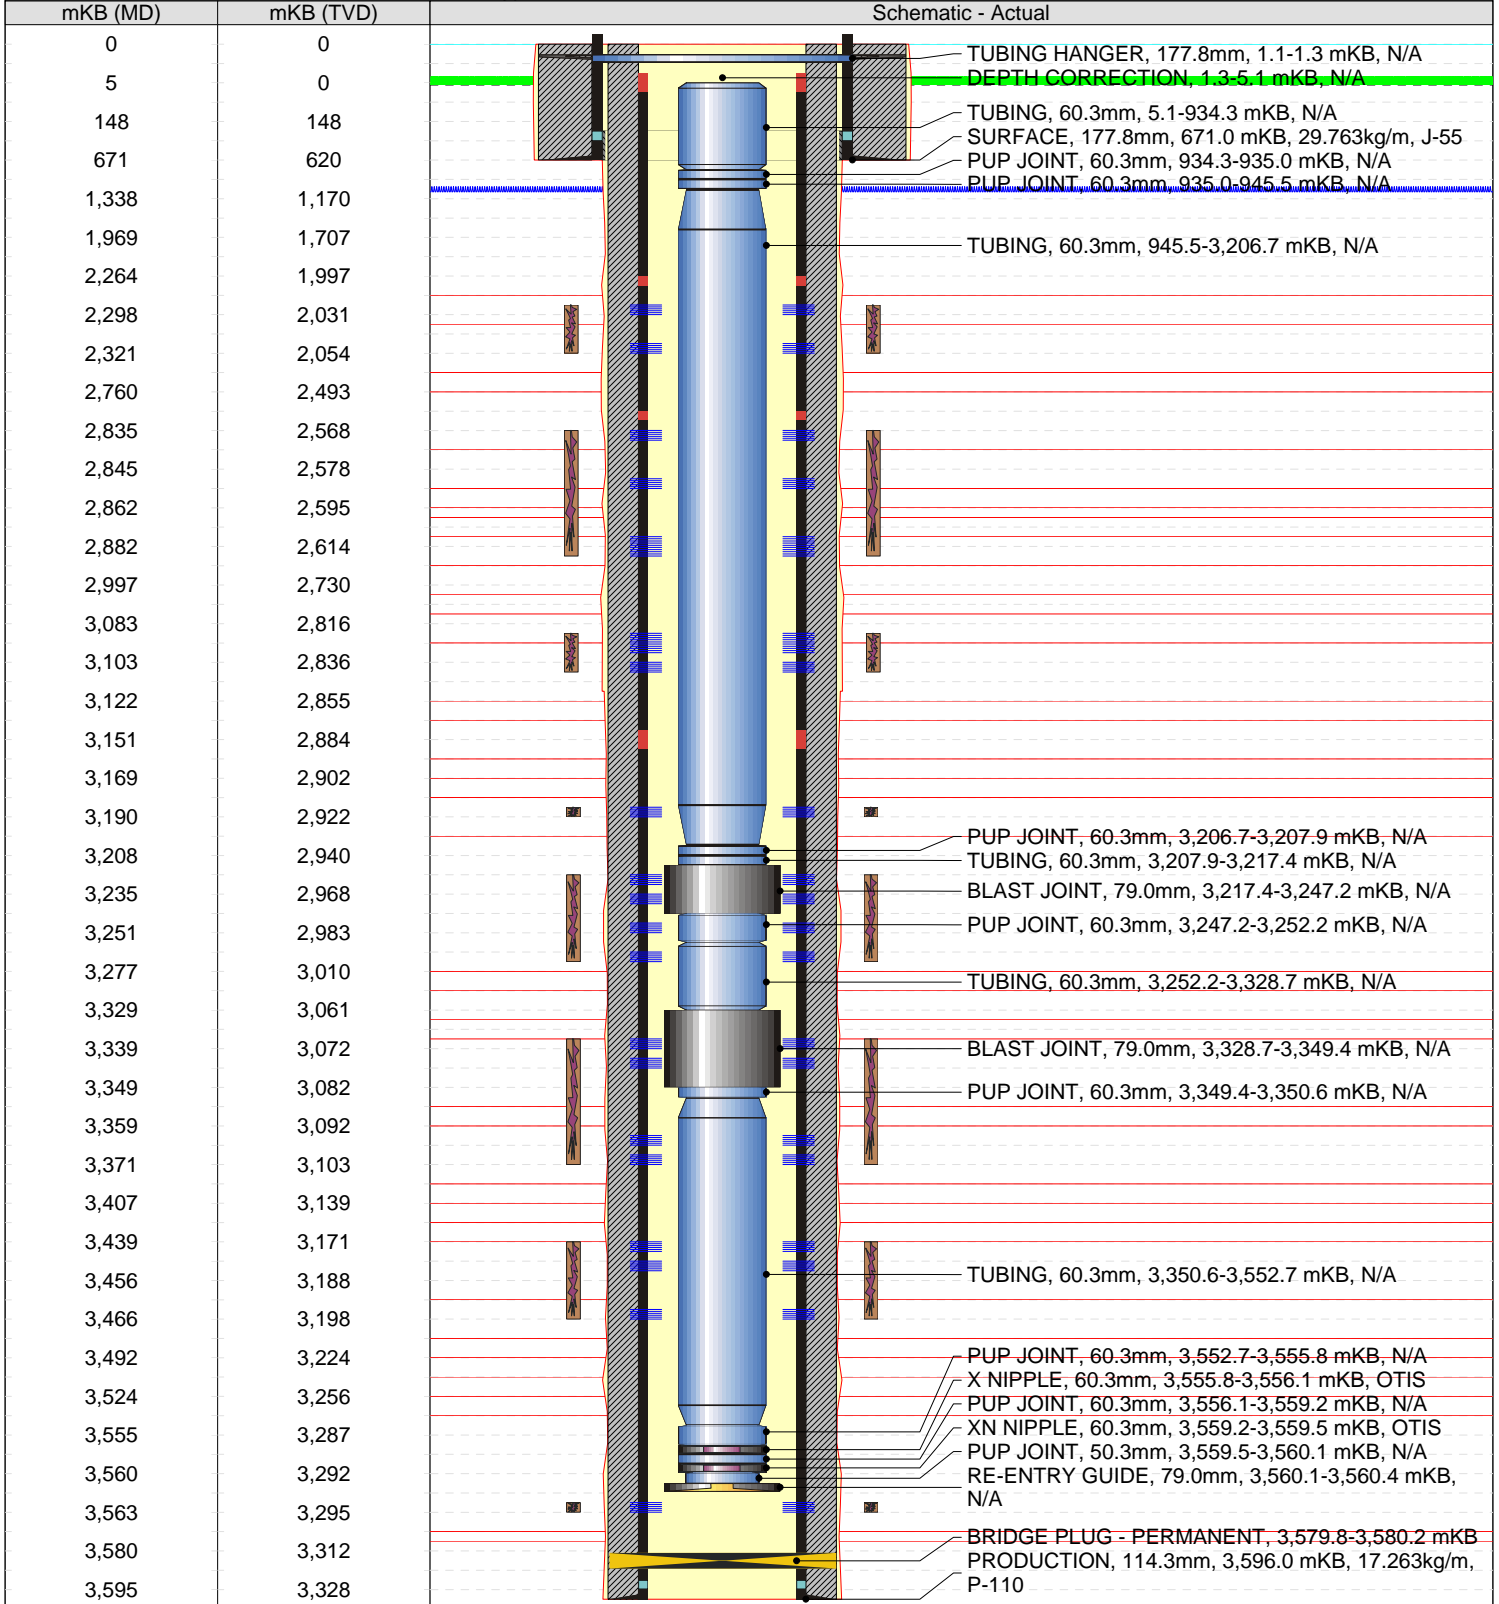 mKB (MD) mKB (TVD) Schematic - Actual
0 0
TUBING HANGER, 177.8mm, 1.1-1.3 mKB, N/A
5 0
DEPTH CORRECTION, 1.3-5.1 mKB, N/A
TUBING, 60.3mm, 5.1-934.3 mKB, N/A
148 148
SURFACE, 177.8mm, 671.0 mKB, 29.763kg/m, J-55
671 620
PUP JOINT, 60.3mm, 934.3-935.0 mKB, N/A
PUP JOINT, 60.3mm, 935.0-945.5 mKB, N/A
1,338 1,170
1,969 1,707
TUBING, 60.3mm, 945.5-3,206.7 mKB, N/A
2,264 1,997
2,298 2,031
2,321 2,054
2,760 2,493
2,835 2,568
2,845 2,578
2,862 2,595
2,882 2,614
2,997 2,730
3,083 2,816
3,103 2,836
3,122 2,855
3,151 2,884
3,169 2,902
3,190 2,922
PUP JOINT, 60.3mm, 3,206.7-3,207.9 mKB, N/A
3,208 2,940
TUBING, 60.3mm, 3,207.9-3,217.4 mKB, N/A
3,235 2,968
BLAST JOINT, 79.0mm, 3,217.4-3,247.2 mKB, N/A
PUP JOINT, 60.3mm, 3,247.2-3,252.2 mKB, N/A
3,251 2,983
3,277 3,010
TUBING, 60.3mm, 3,252.2-3,328.7 mKB, N/A
3,329 3,061
3,339 3,072
BLAST JOINT, 79.0mm, 3,328.7-3,349.4 mKB, N/A
3,349 3,082
PUP JOINT, 60.3mm, 3,349.4-3,350.6 mKB, N/A
3,359 3,092
3,371 3,103
3,407 3,139
3,439 3,171
TUBING, 60.3mm, 3,350.6-3,552.7 mKB, N/A
3,456 3,188
3,466 3,198
PUP JOINT, 60.3mm, 3,552.7-3,555.8 mKB, N/A
3,492 3,224
X NIPPLE, 60.3mm, 3,555.8-3,556.1 mKB, OTIS
3,524 3,256
PUP JOINT, 60.3mm, 3,556.1-3,559.2 mKB, N/A
XN NIPPLE, 60.3mm, 3,559.2-3,559.5 mKB, OTIS
3,555 3,287
PUP JOINT, 50.3mm, 3,559.5-3,560.1 mKB, N/A
3,560 3,292
RE-ENTRY GUIDE, 79.0mm, 3,560.1-3,560.4 mKB,
N/A
3,563 3,295
BRIDGE PLUG - PERMANENT, 3,579.8-3,580.2 mKB
3,580 3,312
PRODUCTION, 114.3mm, 3,596.0 mKB, 17.263kg/m,
P-110
3,595 3,328